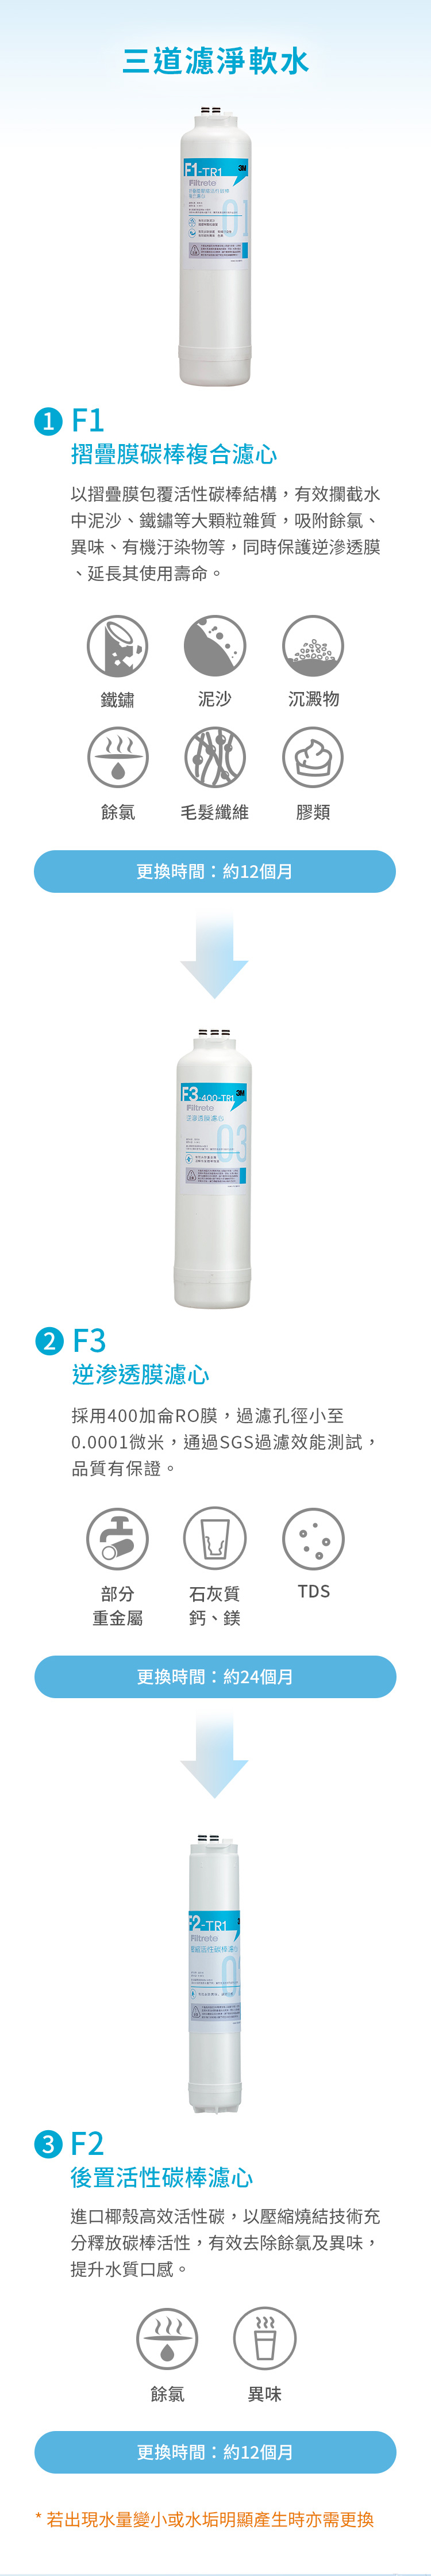 三道濾淨軟水
F1-TR1
3M
Filtrete
01
1 F1
摺疊膜碳棒複合濾心
以摺疊膜包覆活性碳棒結構，有效攔截水
中泥沙、鐵鏽等大顆粒雜質，吸附餘氯、
異味、有機汙染物等，同時保護逆滲透膜
、延長其使用壽命。
鐵鏽 泥沙 沉澱物
餘氯 毛髮纖維 膠類
更換時間：約12個月
F3-400-TR1
3M
Filtrete
逆滲透膜濾心
03
2 F3
逆滲透膜濾心
採用400加侖RO膜，過濾孔徑小至
0.0001微米，通過SGS過濾效能測試，
品質有保證。
部分 石灰質 TDS
重金屬 鈣、鎂
更換時間：約24個月
F2-TR1
Filtrete
3 F2
後置活性碳棒濾心
進口椰殼高效活性碳，以壓縮燒結技術充
分釋放碳棒活性，有效去除餘氯及異味，
提升水質口感。
餘氯 異味
更換時間：約12個月
* 若出現水量變小或水垢明顯產生時亦需更換